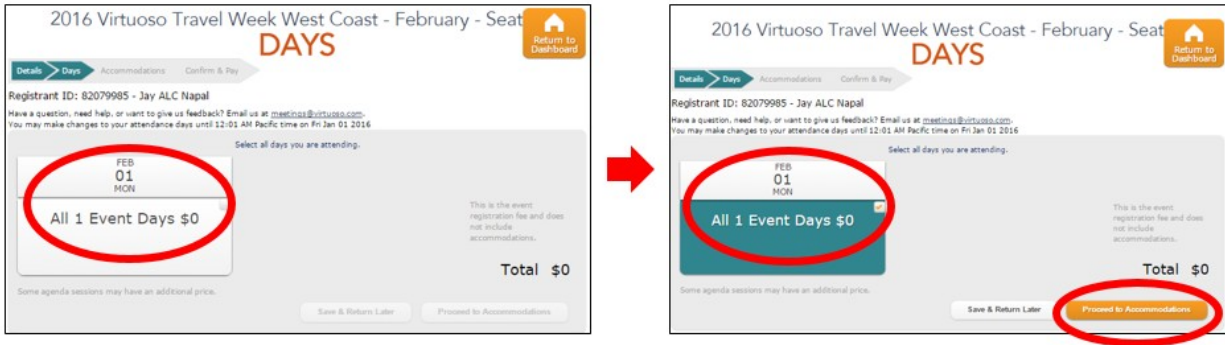 2016 Virtuoso Travel Week West Coast - February - Seat
DAYS
Return to
Dashboard
Details
Days
Accommodations
Confirm & Pay
Registrant ID: 82079985 - Jay ALC Napal
Have a question, need help, or want to give us feedback? Email us at meetings@virtuoso.com.
You may make changes to your attendance days until 12:01 AM Pacific time on Fri Jan 01 2016
Select all days you are attending.
FEB
01
MON
All 1 Event Days $0
This is the event
registration fee and does
not include
accommodations.
Total $0
Some agenda sessions may have an additional price.
Save & Return Later
Proceed to Accommodations
2016 Virtuoso Travel Week West Coast - February - Seat
DAYS
Return to
Dashboard
Details
Days
Accommodations
Confirm & Pay
Registrant ID: 82079985 - Jay ALC Napal
Have a question, need help, or want to give us feedback? Email us at meetings@virtuoso.com.
You may make changes to your attendance days until 12:01 AM Pacific time on Fri Jan 01 2016
Select all days you are attending.
FEB
01
MON
All 1 Event Days $0
This is the event
registration fee and does
not include
accommodations.
Total $0
Some agenda sessions may have an additional price.
Save & Return Later
Proceed to Accommodations